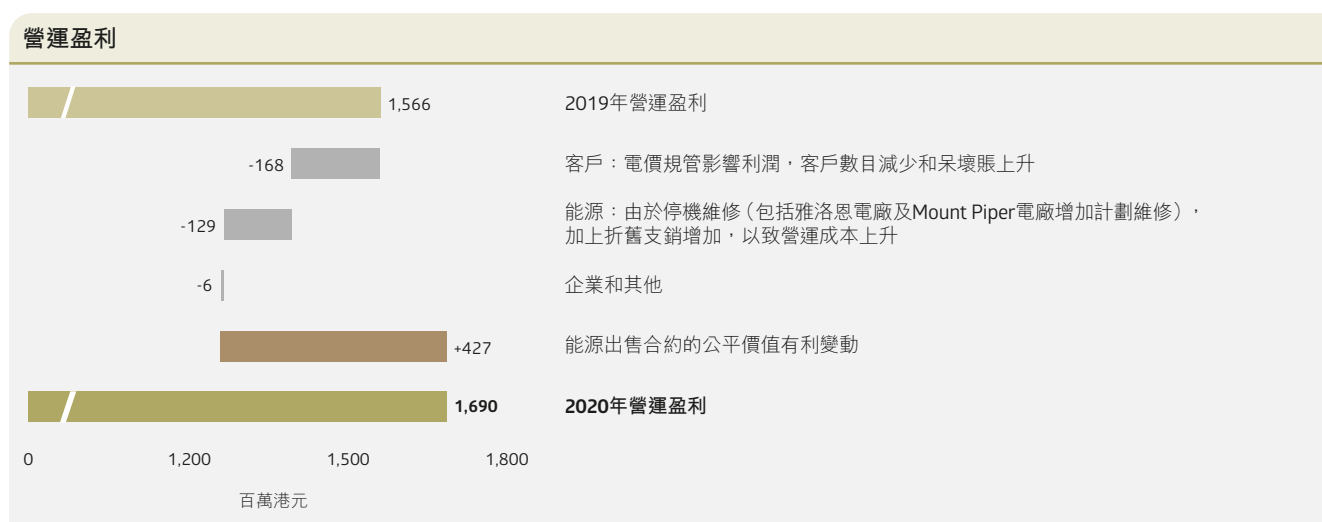 營運盈利
1,566 2019年營運盈利
-168 客戶：電價規管影響利潤，客戶數目減少和呆壞賬上升
-129 能源：由於停機維修（包括雅洛恩電廠及Mount Piper電廠增加計劃維修），
加上折舊支銷增加，以致營運成本上升
-6 企業和其他
+427 能源出售合約的公平價值有利變動
1,690 2020年營運盈利
0 1,200 1,500 1,800
百萬港元